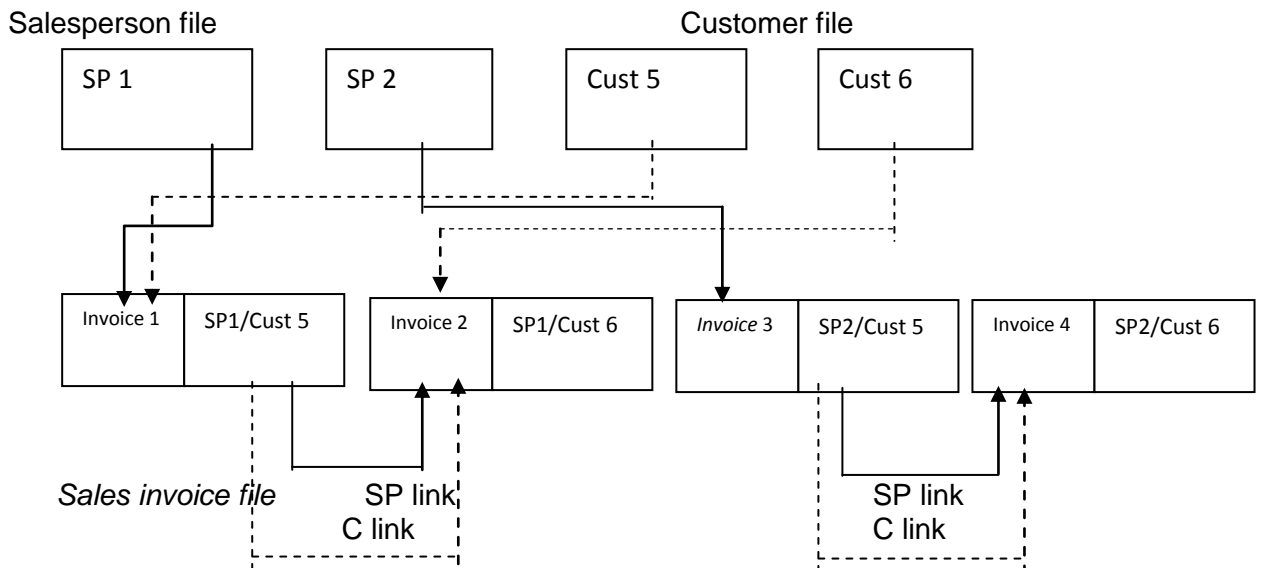 Salesperson file Customer file
SP 1 SP 2 Cust 5 Cust 6
Invoice 1 SP1/Cust 5 Invoice 2 SP1/Cust 6 Invoice 3 SP2/Cust 5 Invoice 4 SP2/Cust 6
Sales invoice file SP link SP link
C link C link